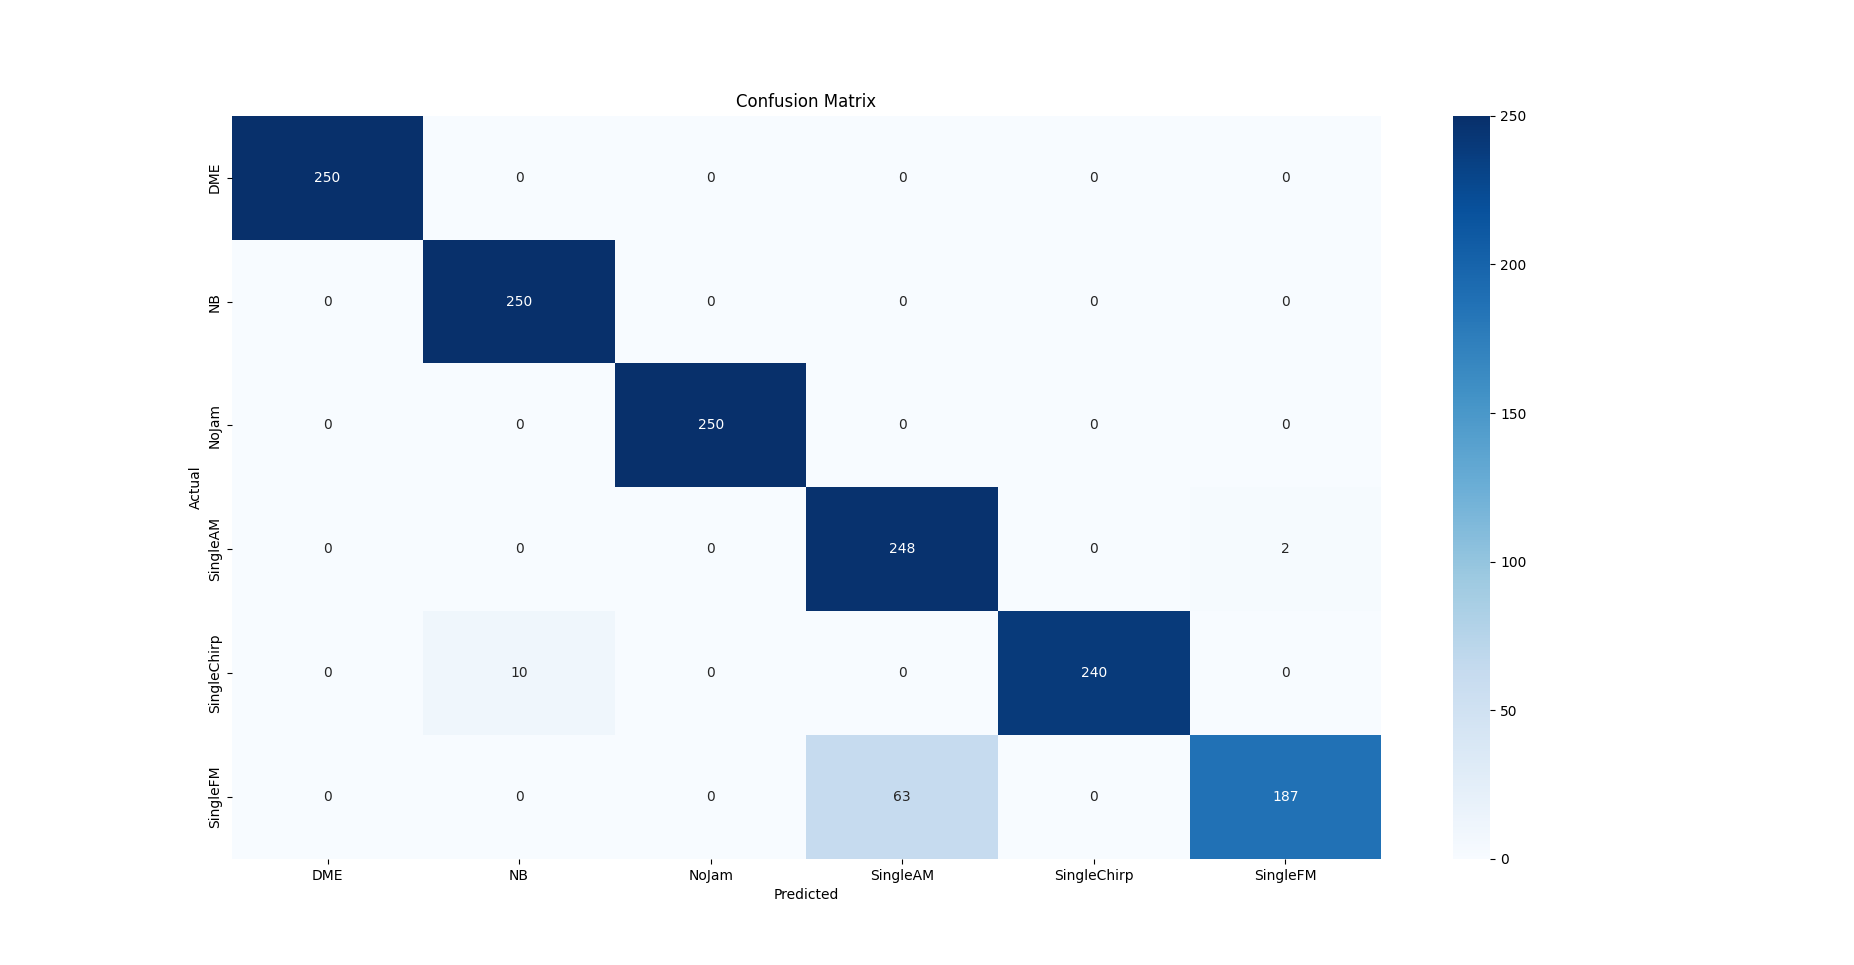 Confusion Matrix
Actual
DME 250 0 0 0 0 0
NB 0 250 0 0 0 0
NoJam 0 0 250 0 0 0
SingleAM 0 0 0 248 0 2
SingleChirp 0 10 0 0 240 0
SingleFM 0 0 0 63 0 187
DME NB NoJam SingleAM SingleChirp SingleFM
Predicted
250
200
150
100
50
0